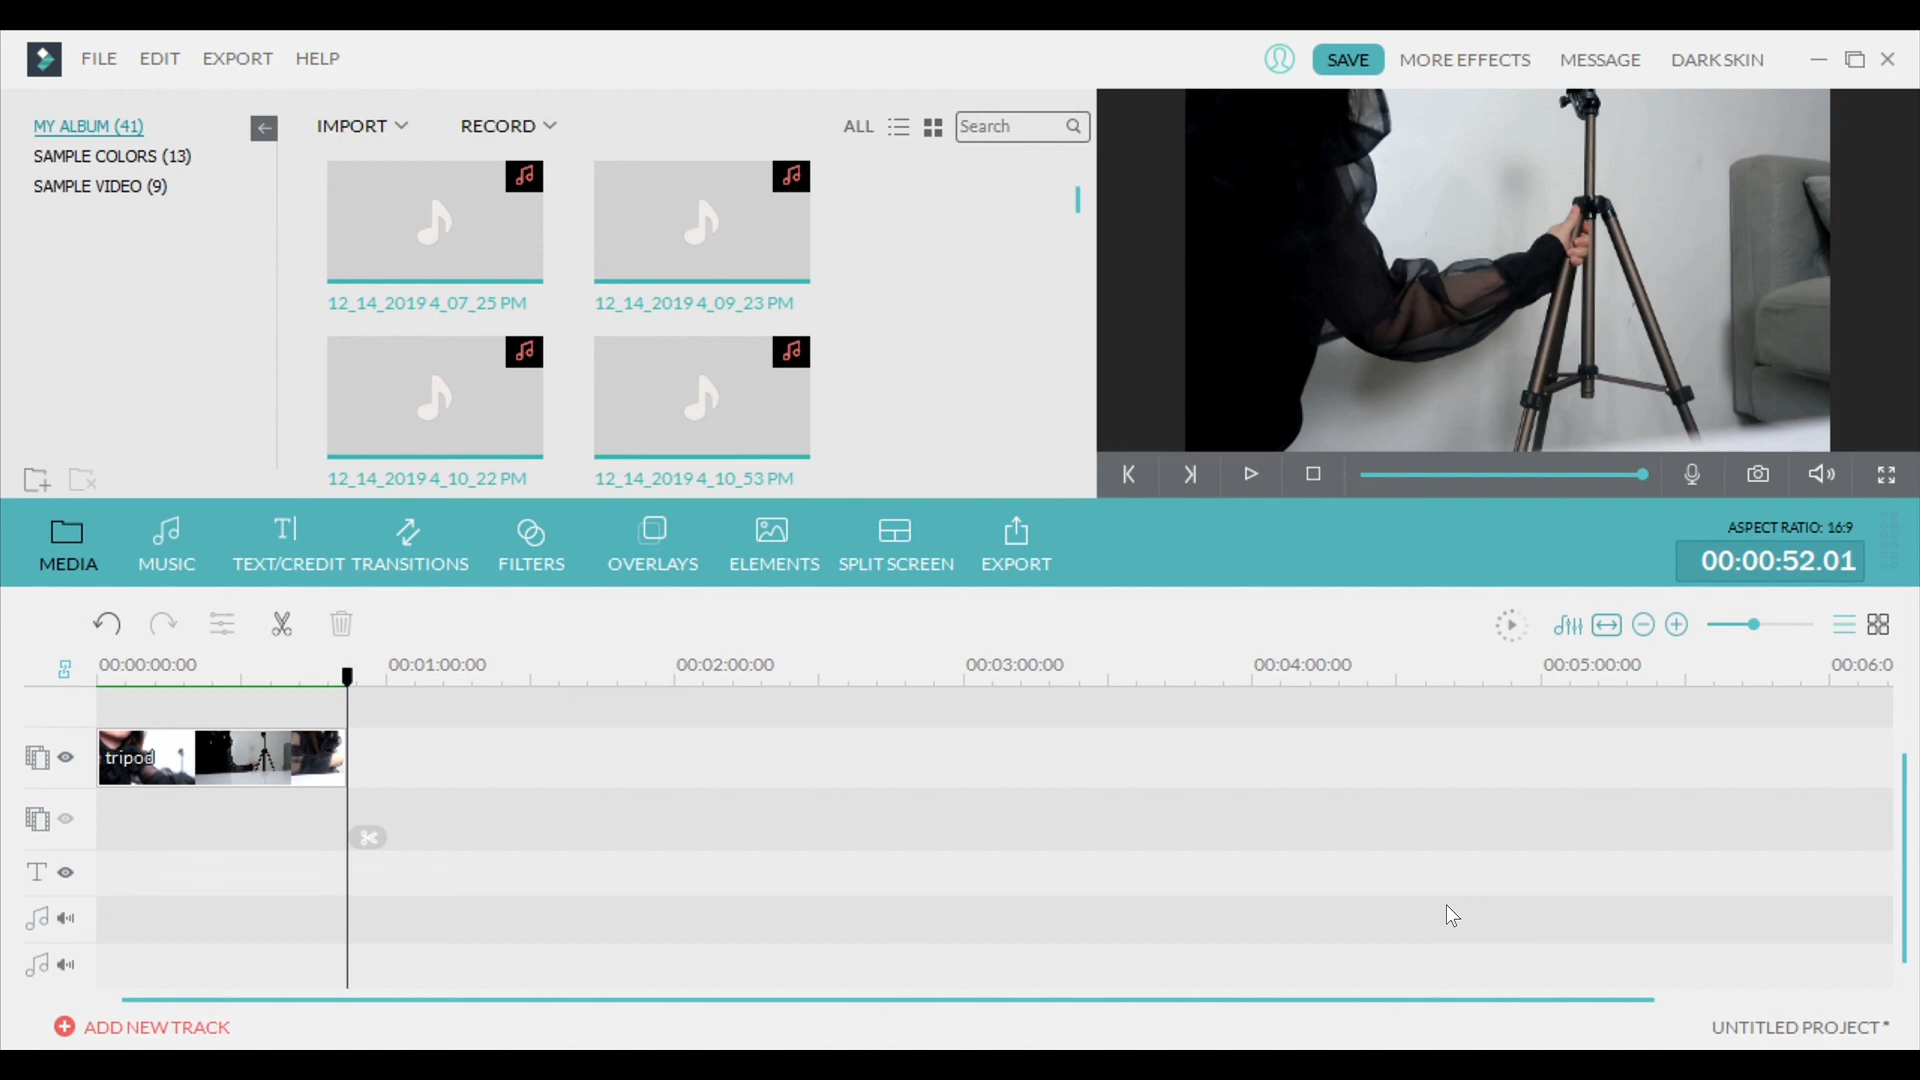 FILE EDIT EXPORT HELP
SAVE MORE EFFECTS MESSAGE DARK SKIN
MY ALBUM (41)
SAMPLE COLORS (13)
SAMPLE VIDEO (9)
IMPORT RECORD ALL Search
12_14_2019 4_07_25 PM 12_14_2019 4_09_23 PM
12_14_2019 4_10_22 PM 12_14_2019 4_10_53 PM
MEDIA MUSIC TEXT/CREDIT TRANSITIONS FILTERS OVERLAYS ELEMENTS SPLIT SCREEN EXPORT
ASPECT RATIO: 16:9
00:00:52.01
00:00:00:00 00:01:00:00 00:02:00:00 00:03:00:00 00:04:00:00 00:05:00:00 00:06:0
tripod
ADD NEW TRACK
UNTITLED PROJECT *